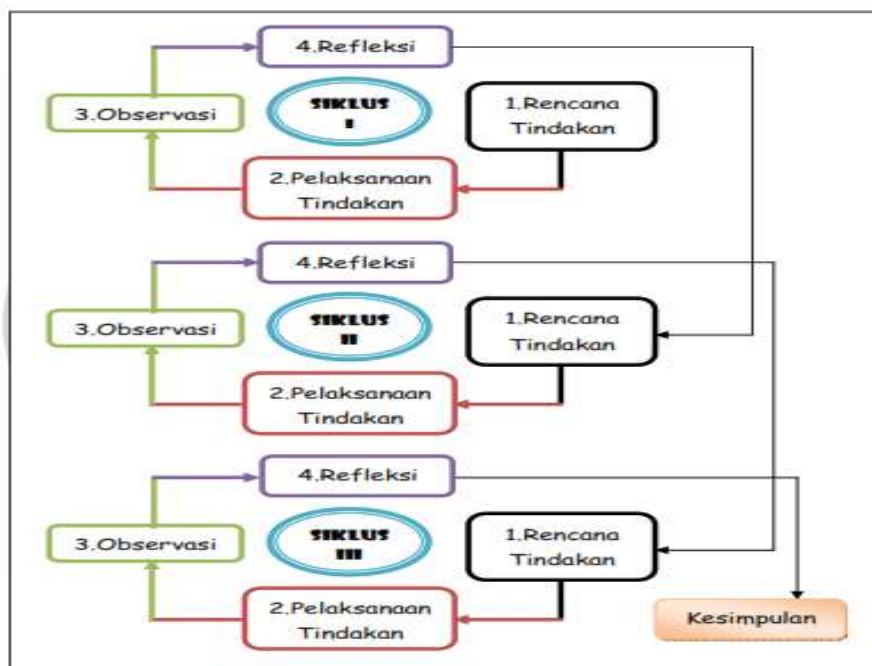 4.Refleksi
3.Observasi
SIKLUS
I
1.Rencana
Tindakan
2.Pelaksanaan
Tindakan
4.Refleksi
3.Observasi
SIKLUS
II
1.Rencana
Tindakan
2.Pelaksanaan
Tindakan
4.Refleksi
3.Observasi
SIKLUS
III
1.Rencana
Tindakan
2.Pelaksanaan
Tindakan
Kesimpulan